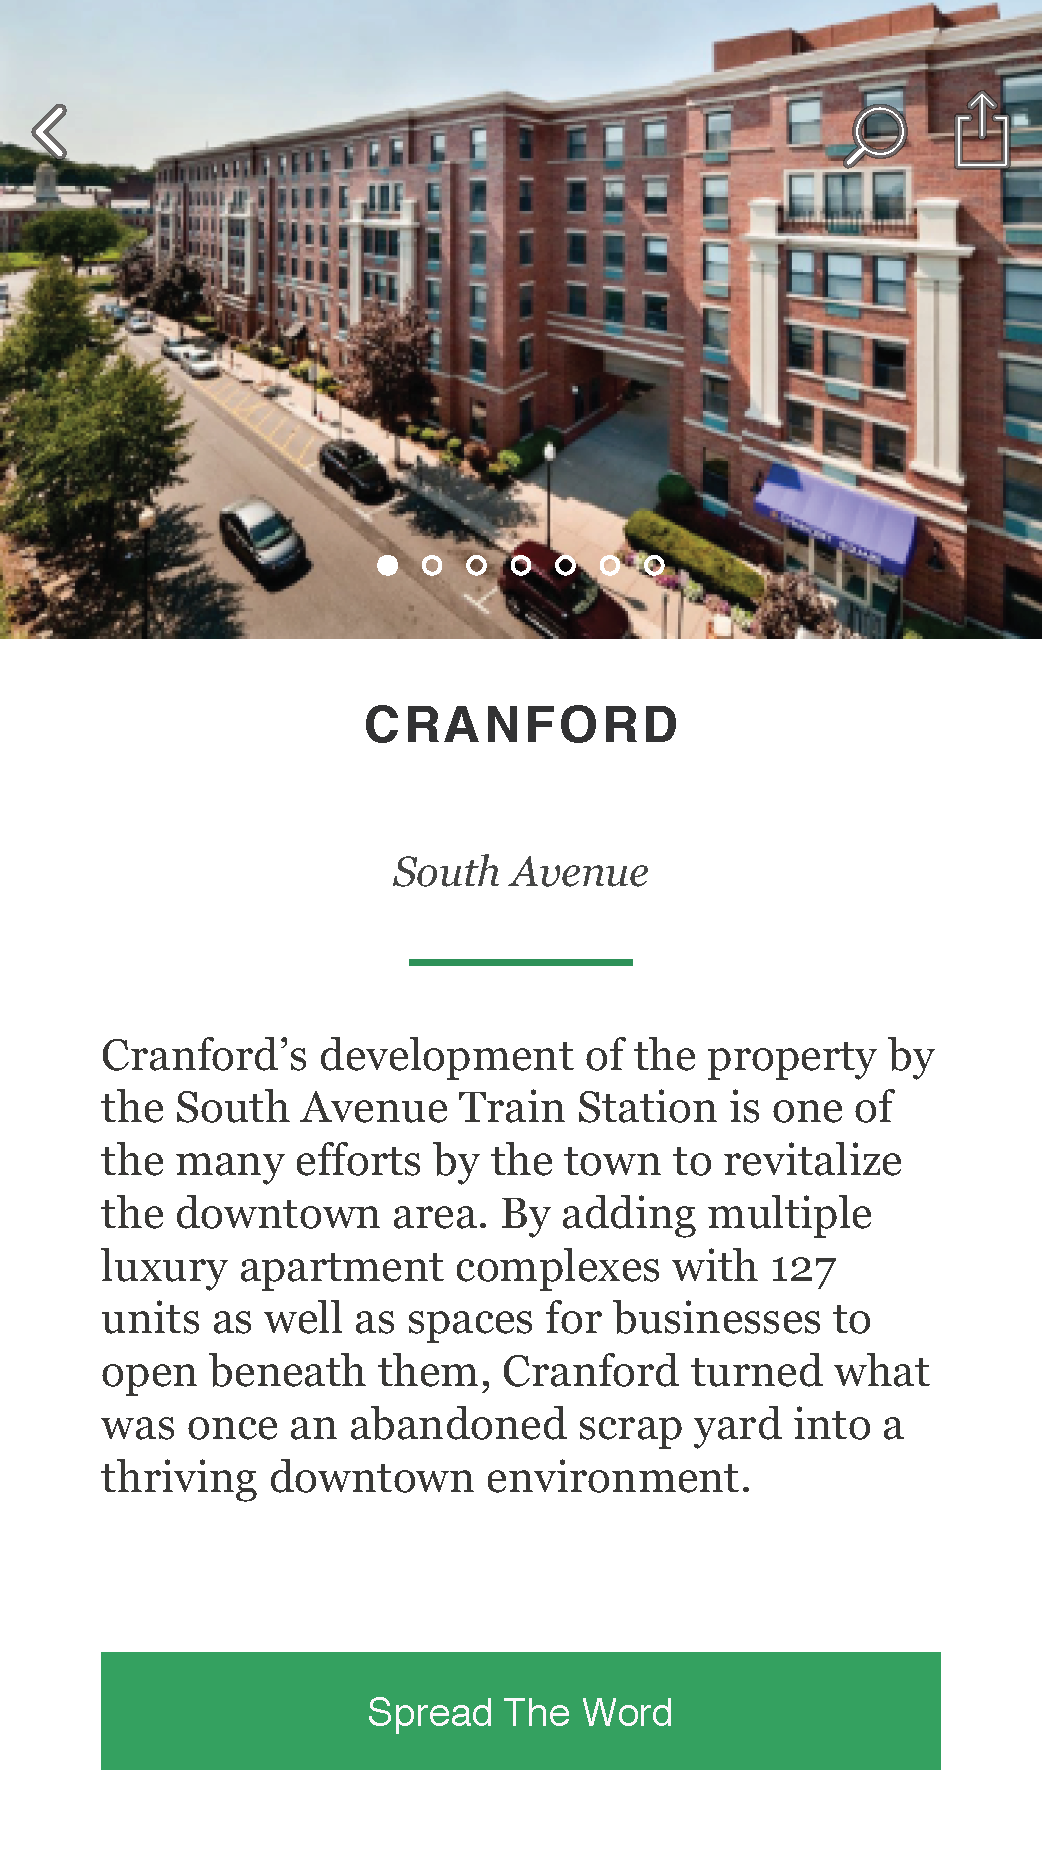 CRANFORD
South Avenue
Cranford’s development of the property by
the South Avenue Train Station is one of
the many efforts by the town to revitalize
the downtown area. By adding multiple
luxury apartment complexes with 127
units as well as spaces for businesses to
open beneath them, Cranford turned what
was once an abandoned scrap yard into a
thriving downtown environment.
Spread The Word